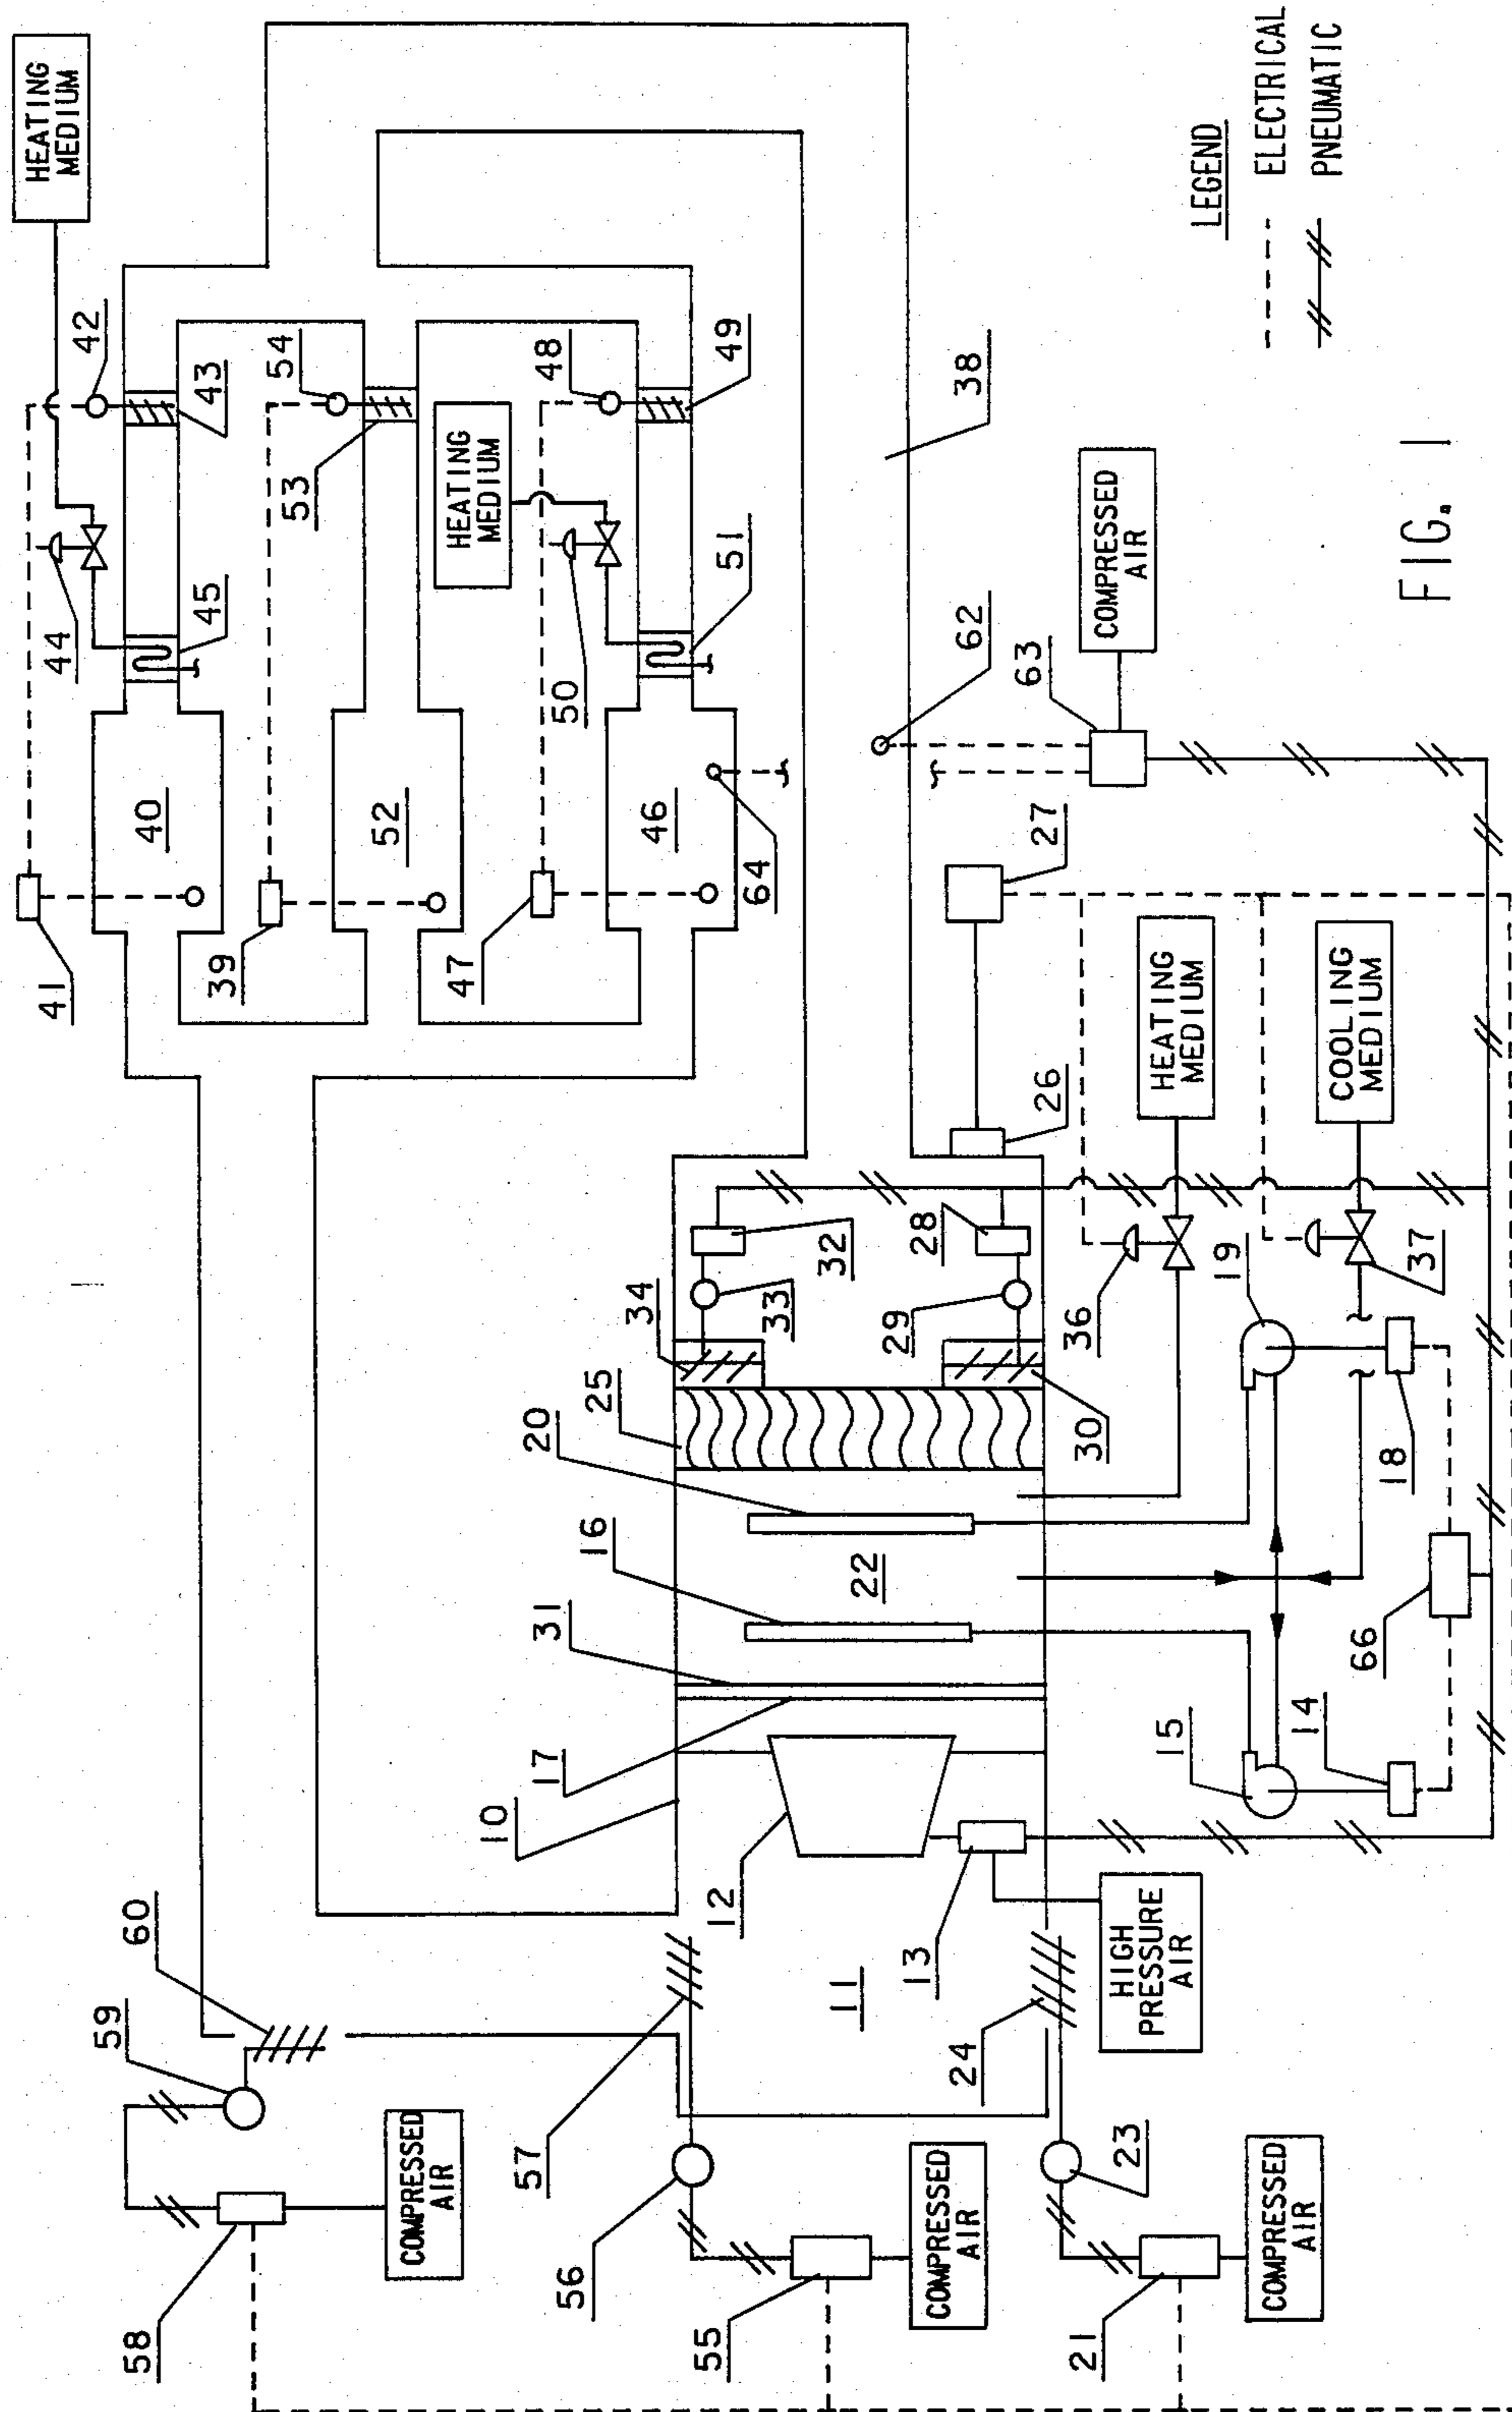 HEATING
MEDIUM
41
44
42
59
60
58
40
43
45
39
54
53
52
COMPRESSED
AIR
47
HEATING
MEDIUM
10
57
48
17
31
20
50
56
16
25
34
46
55
12
49
51
64
33
32
11
22
29
28
13
COMPRESSED
AIR
24
38
62
63
27
26
36
21
30
COMPRESSED
AIR
23
HIGH
PRESSURE
AIR
15
HEATING
MEDIUM
LEGEND
19
ELECTRICAL
COMPRESSED
AIR
14
PNEUMATIC
COOLING
MEDIUM
66
18
37
FIG. 1